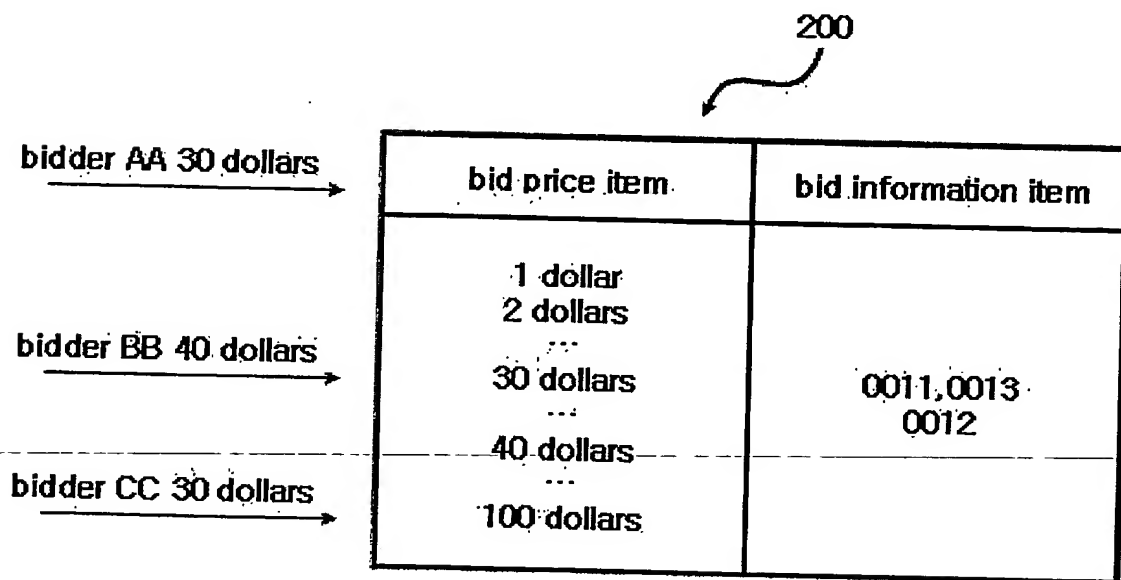 200
bidder AA 30 dollars
bid price item
bid information item
1 dollar
2 dollars
...
bidder BB 40 dollars
30 dollars
0011,0013
...
0012
40 dollars
...
bidder CC 30 dollars
100 dollars